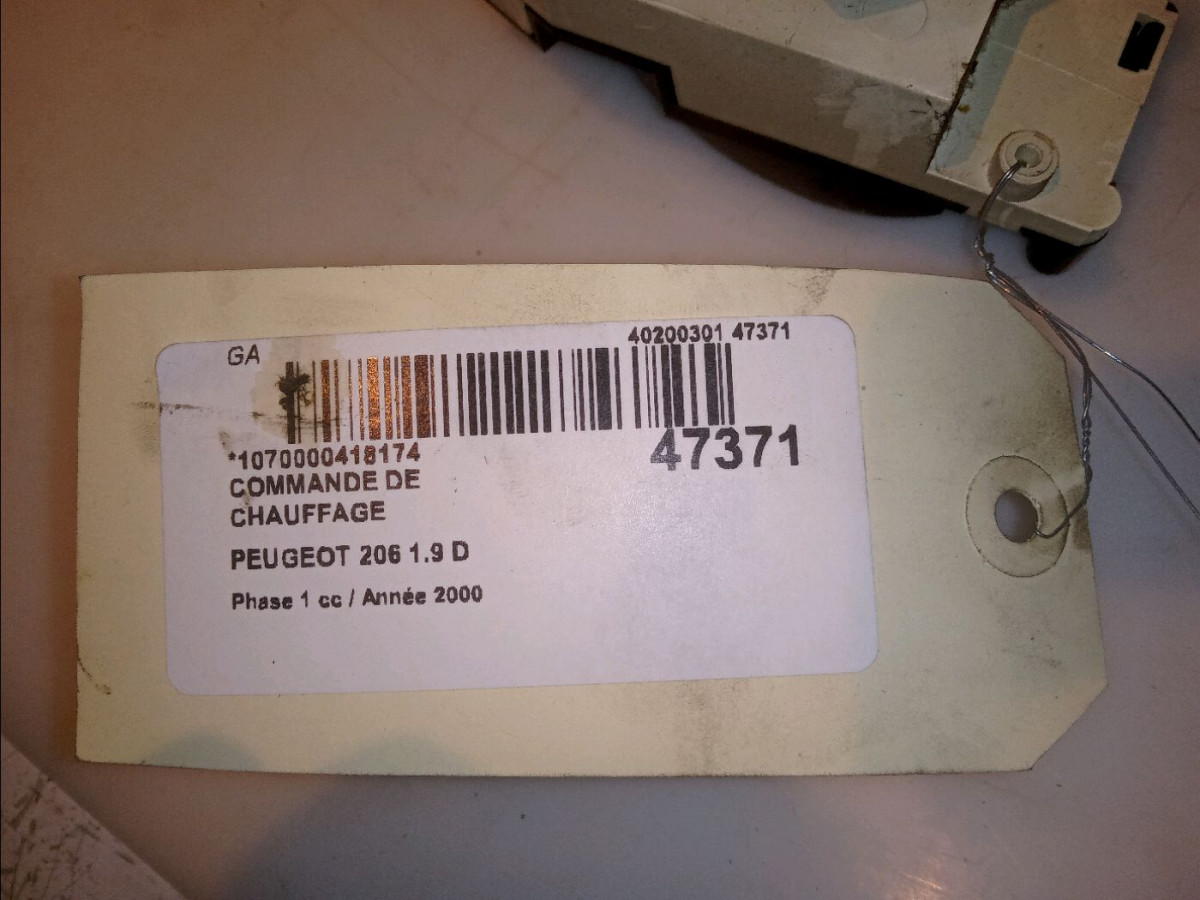 GA
40200301 47371
*1070000418174
47371
COMMANDE DE
CHAUFFAGE
PEUGEOT 206 1.9 D
Phase 1 cc / Année 2000